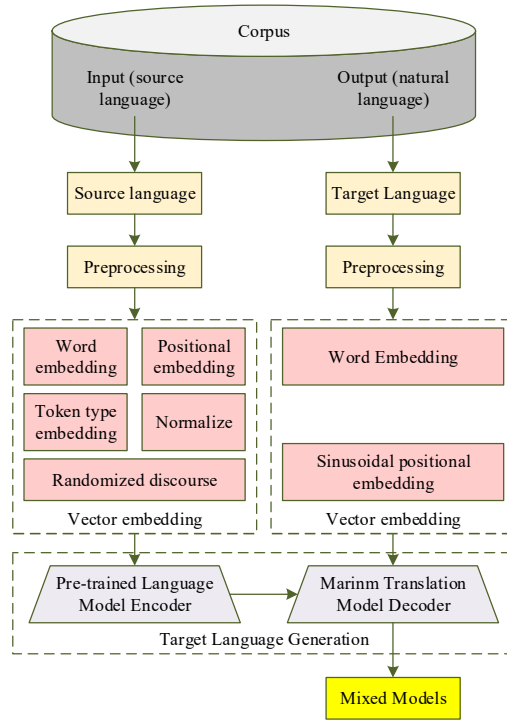 Corpus
Input (source
language)
Output (natural
language)
Source language
Target Language
Preprocessing
Preprocessing
Word
embedding
Positional
embedding
Token type
embedding
Normalize
Randomized discourse
Vector embedding
Word Embedding
Sinusoidal positional
embedding
Vector embedding
Pre-trained Language
Model Encoder
Marinm Translation
Model Decoder
Target Language Generation
Mixed Models